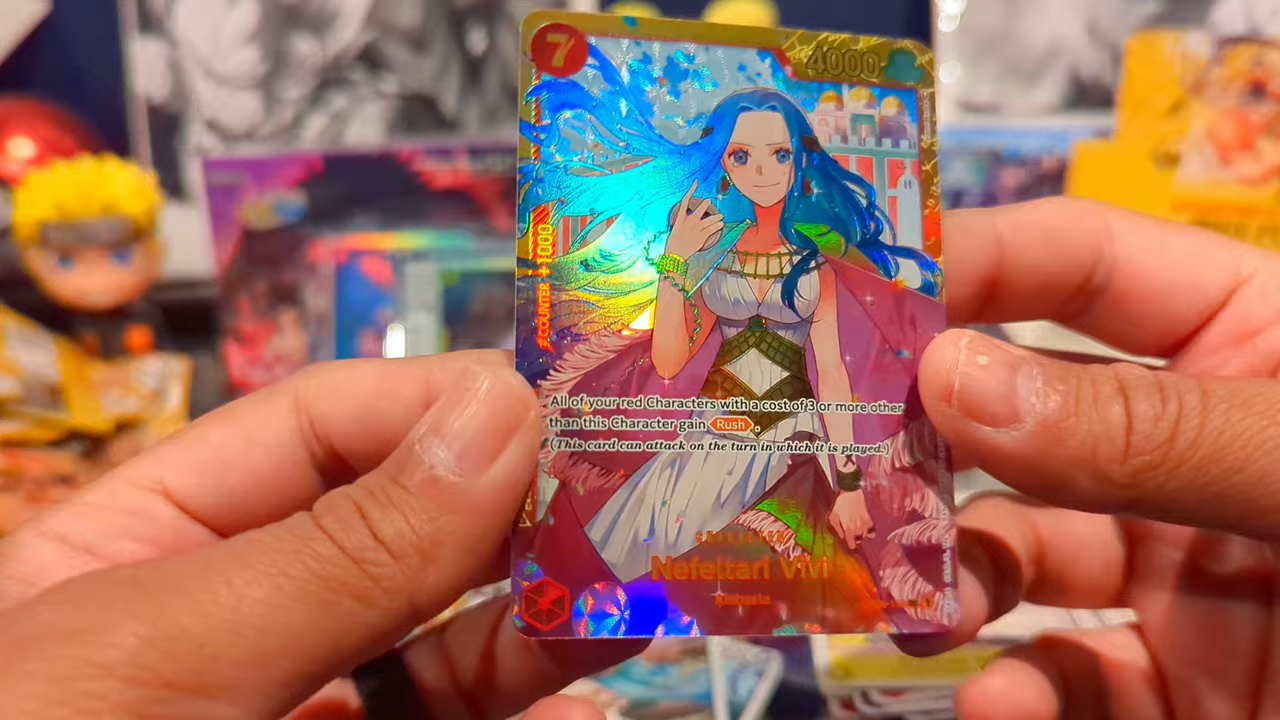 7
4000
COUNTER +1000
All of your red Characters with a cost of 3 or more other
than this Character gain Rush.
(This card can attack on the turn in which it is played.)
CHARACTER
Nefeltari Vivi
Alabasta